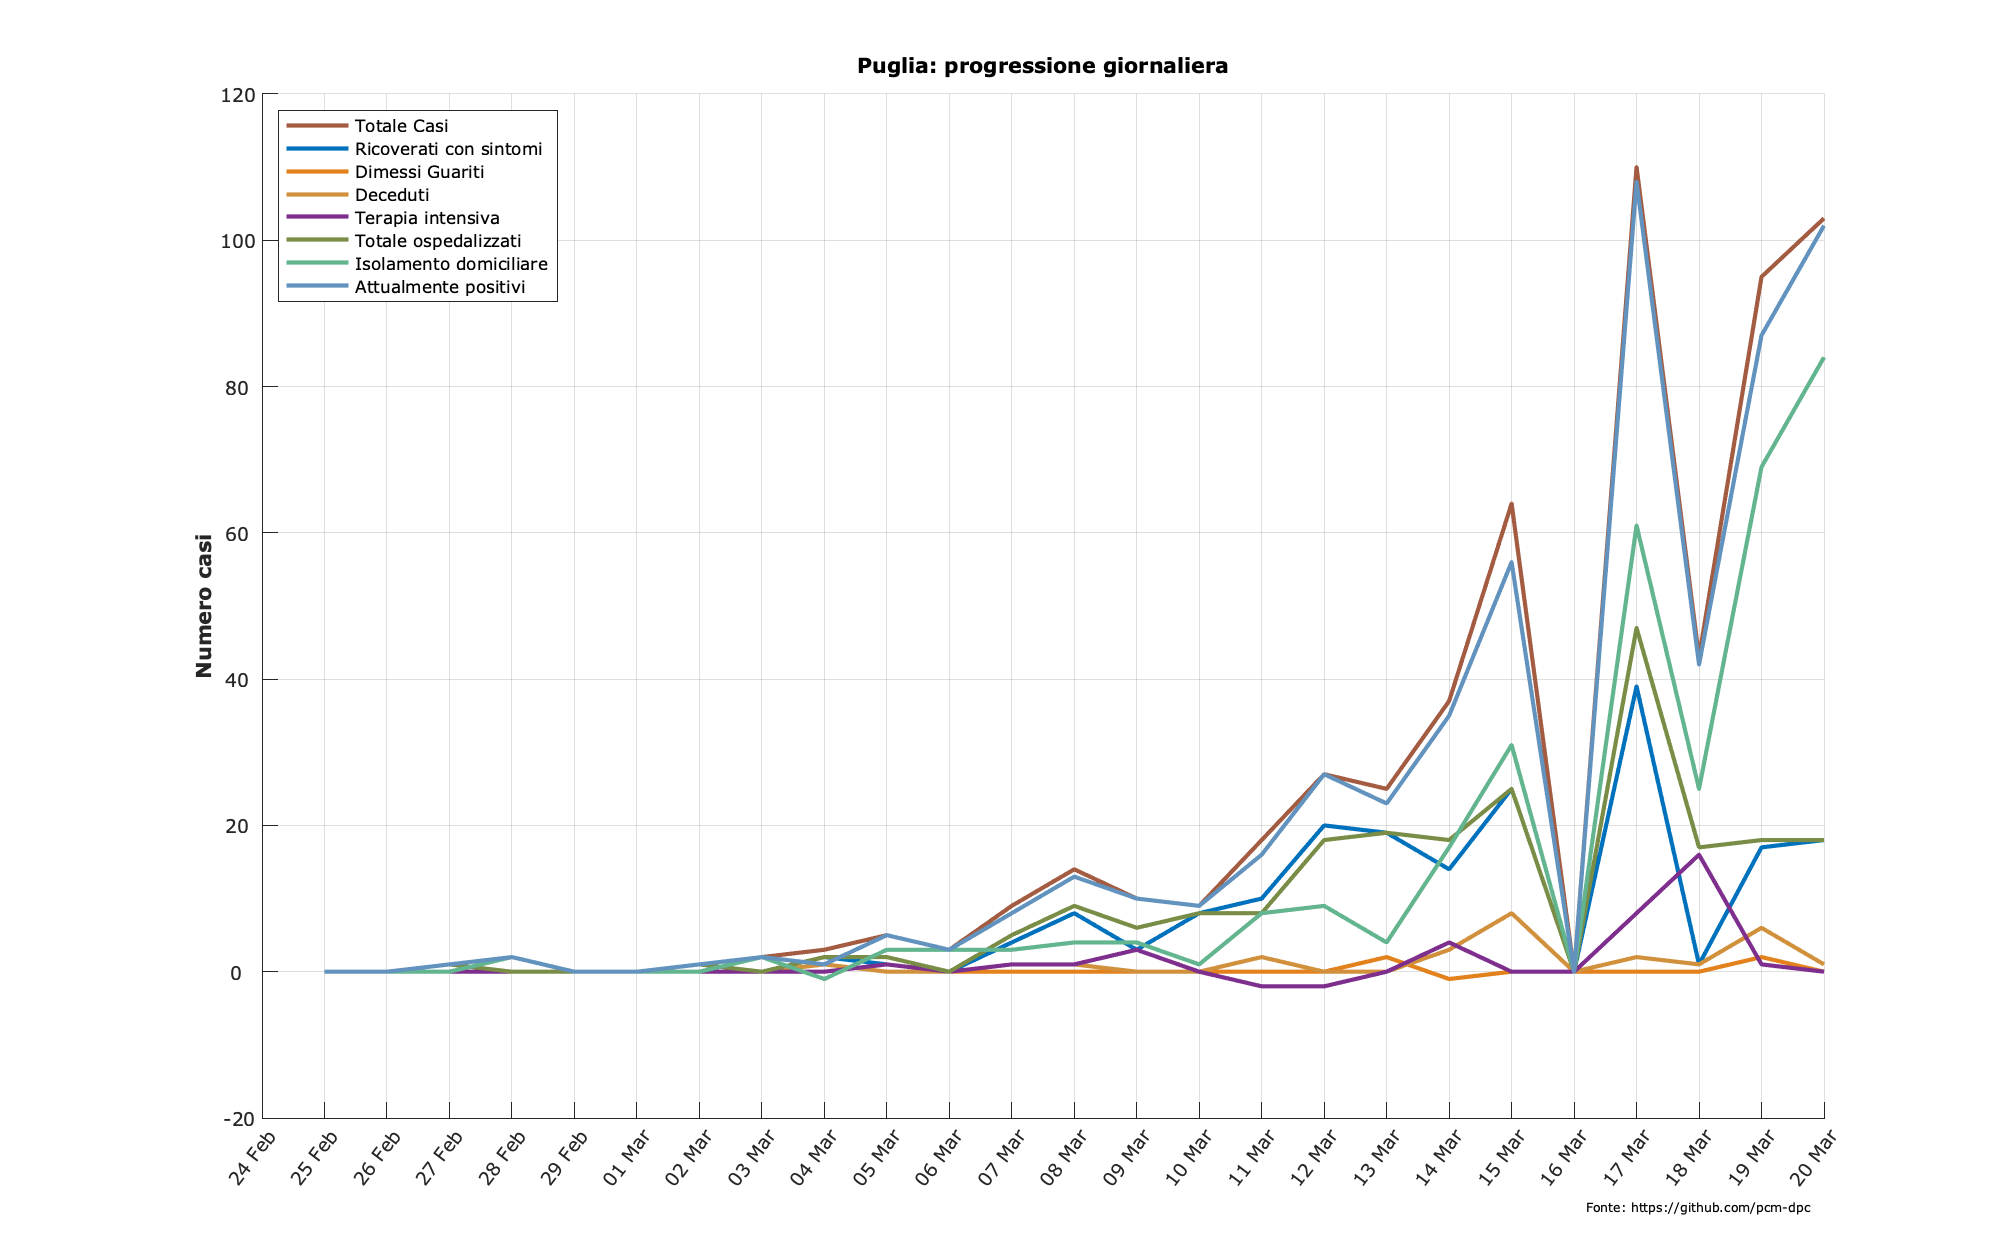 Puglia: progressione giornaliera
120
100
80
60
40
20
0
-20
Numero casi
Totale Casi
Ricoverati con sintomi
Dimessi Guariti
Deceduti
Terapia intensiva
Totale ospedalizzati
Isolamento domiciliare
Attualmente positivi
24 Feb
25 Feb
26 Feb
27 Feb
28 Feb
29 Feb
01 Mar
02 Mar
03 Mar
04 Mar
05 Mar
06 Mar
07 Mar
08 Mar
09 Mar
10 Mar
11 Mar
12 Mar
13 Mar
14 Mar
15 Mar
16 Mar
17 Mar
18 Mar
19 Mar
20 Mar
Fonte: https://github.com/pcm-dpc